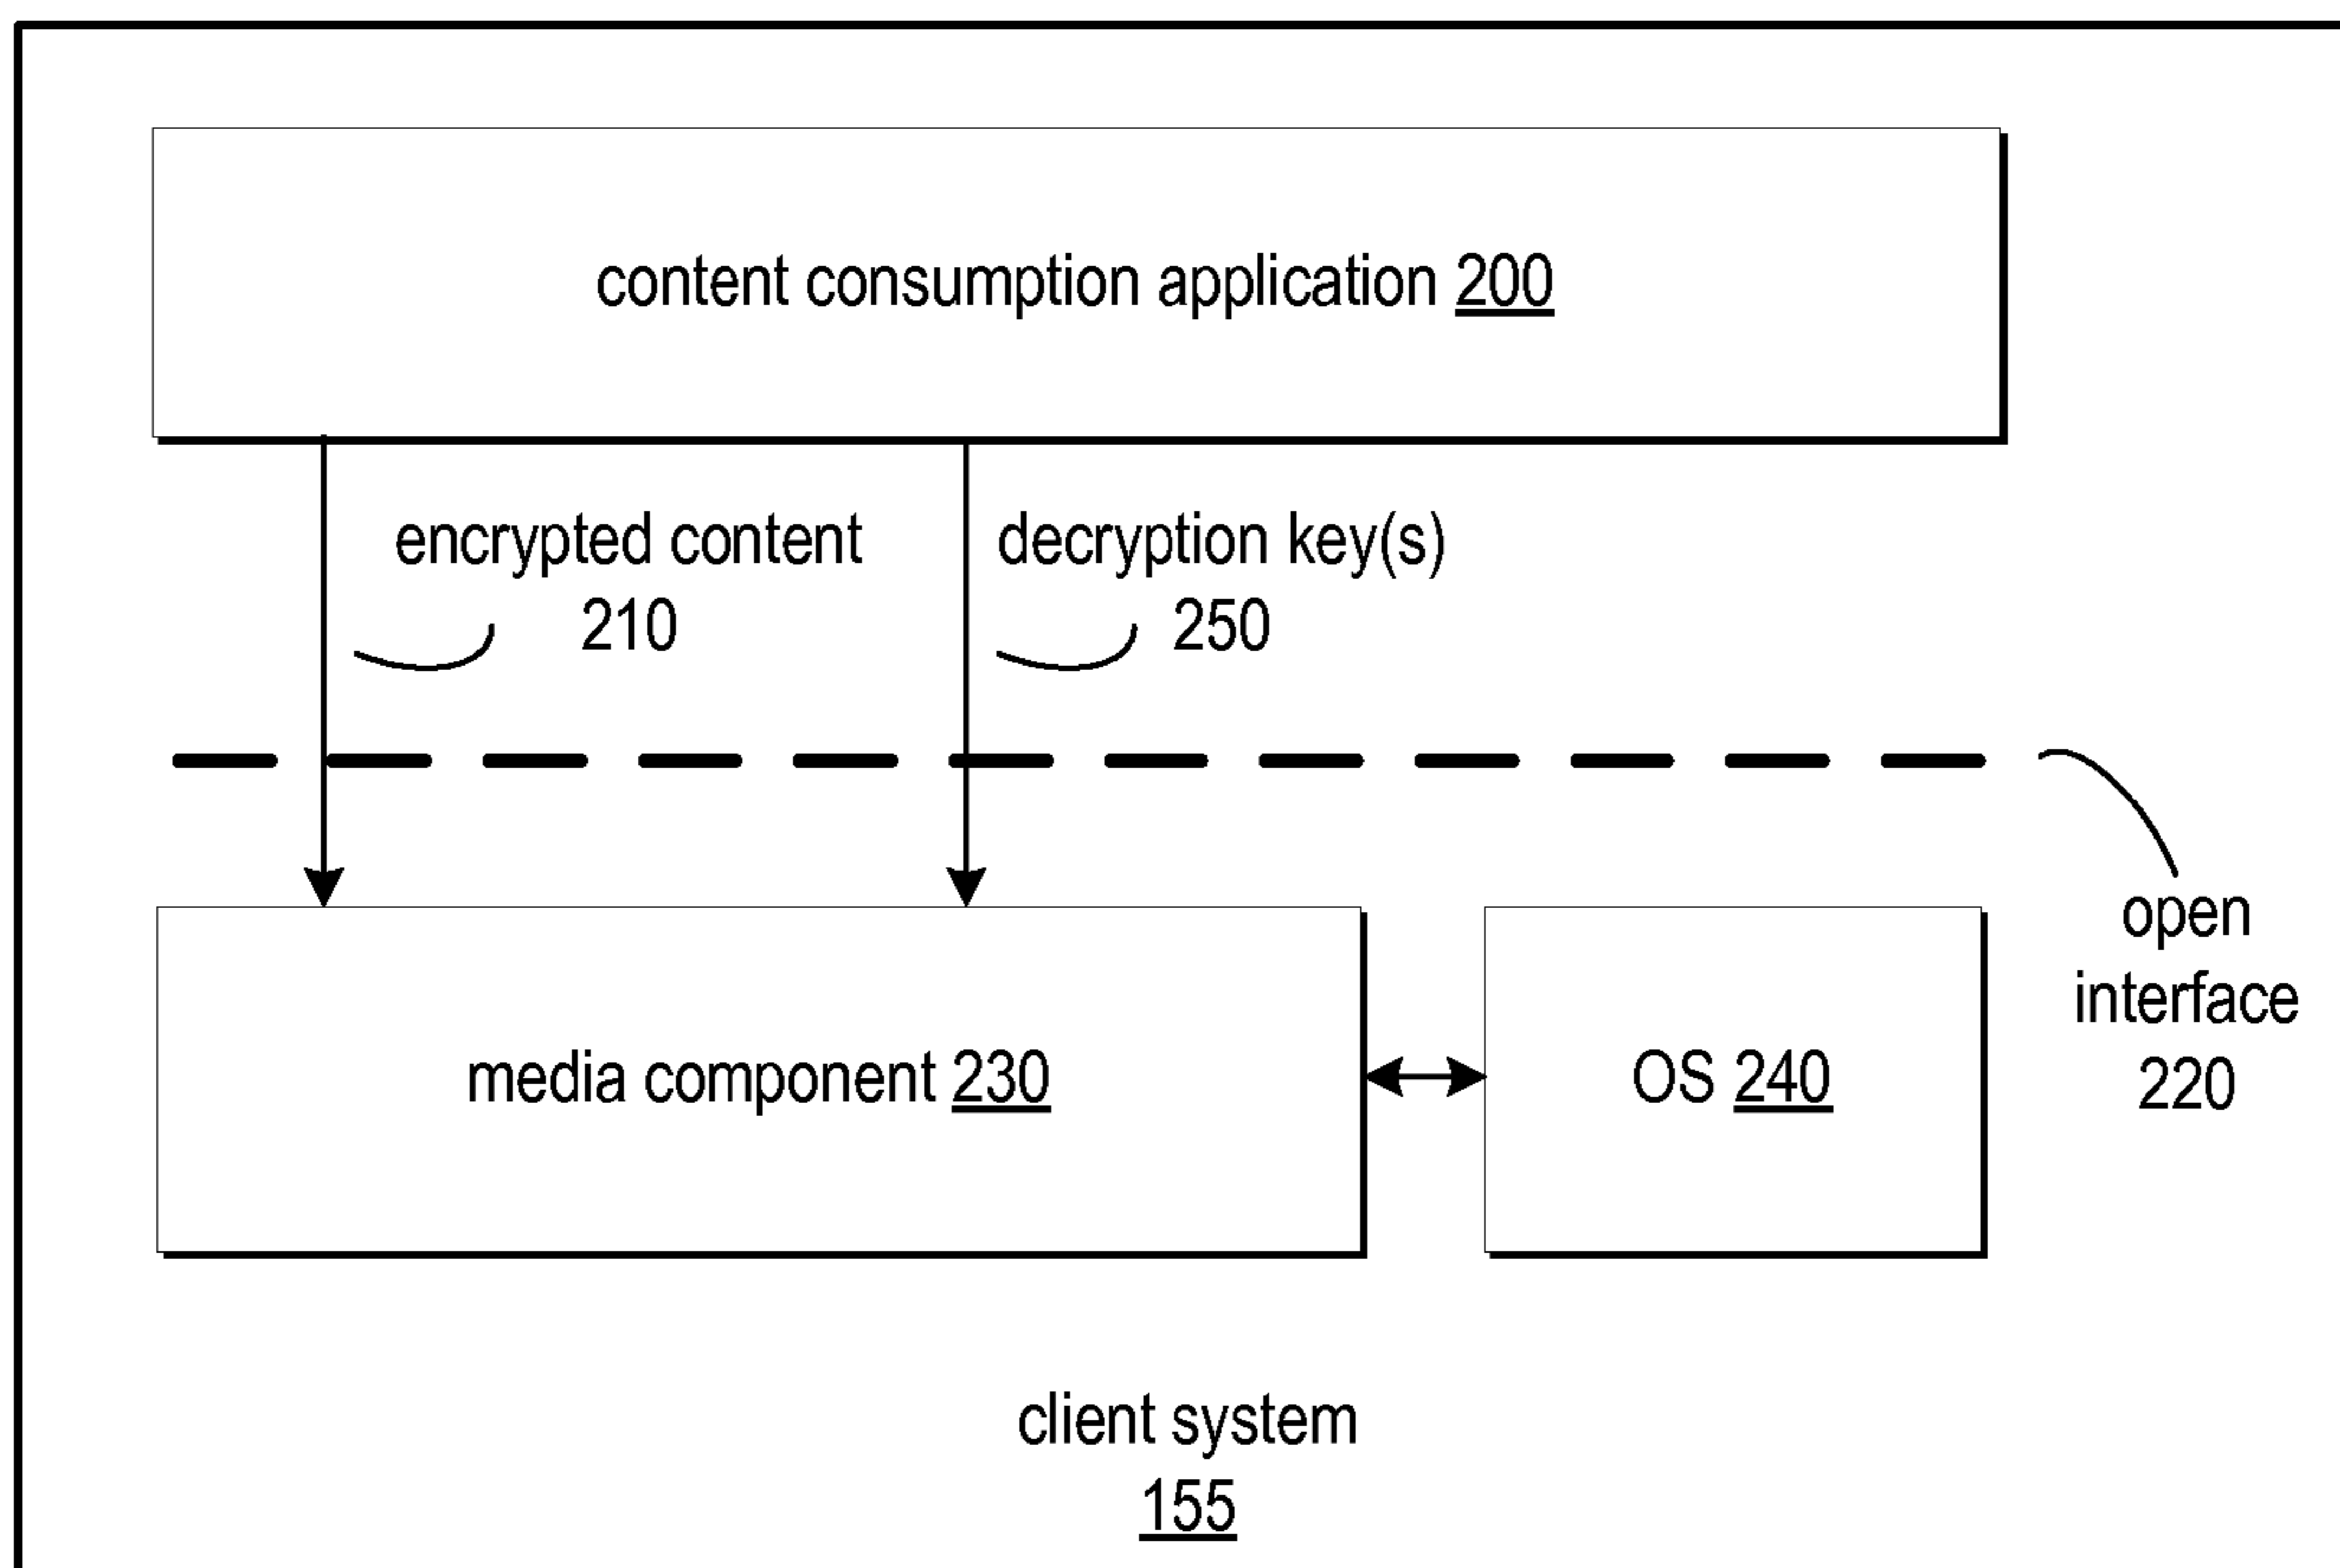 content consumption application 200
encrypted content
210
decryption key(s)
250
open
interface
220
media component 230
OS 240
client system
155